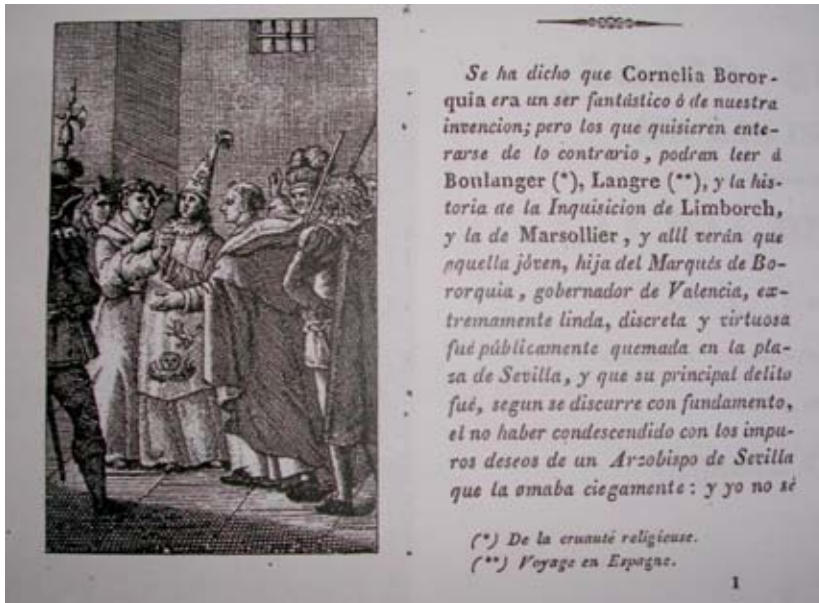 Se ha dicho que Cornelia Boror-
quia era un ser fantástico ó de nuestra
invencion; pero los que quisieren ente-
rarse de lo contrario, podran leer á
Boulanger (*), Langre (**), y la his-
toria de la Inquisicion de Limborch,
y la de Marsollier, y allí verán que
aquella jóven, hija del Marqués de Bo-
rorquia, gobernador de Valencia, ex-
tremamente linda, discreta y virtuosa
fué públicamente quemada en la pla-
za de Sevilla, y que su principal delito
fué, segun se discurre con fundamento,
el no haber condescendido con los impu-
ros deseos de un Arzobispo de Sevilla
que la amaba ciegamente: y yo no sé
(*) De la cruauté religieuse.
(**) Voyage en Espagne.
1